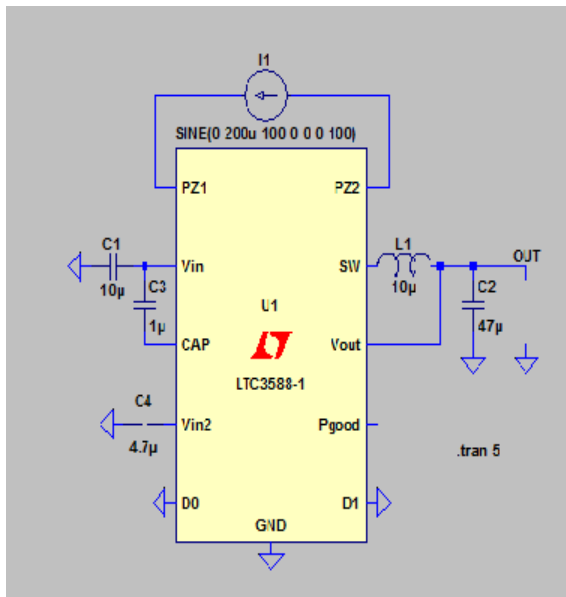 I1
SINE(0 200u 100 0 0 0 100)
PZ1
PZ2
C1
10µ
Vin
SW
L1
10µ
OUT
C3
1µ
C2
47µ
U1
CAP
Vout
LTC3588-1
C4
4.7µ
Vin2
Pgood
.tran 5
D0
D1
GND